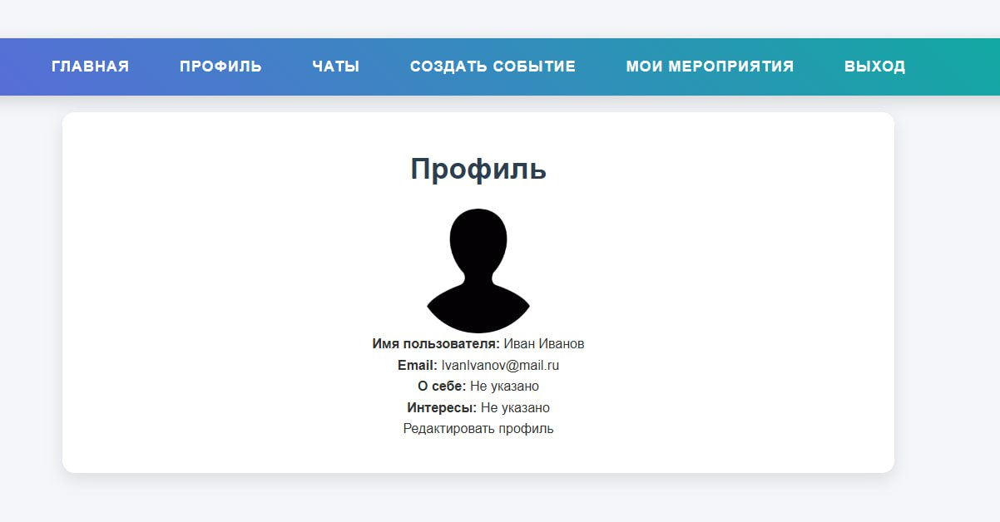 ГЛАВНАЯ ПРОФИЛЬ ЧАТЫ СОЗДАТЬ СОБЫТИЕ МОИ МЕРОПРИЯТИЯ ВЫХОД
Профиль
Имя пользователя: Иван Иванов
Email: IvanIvanov@mail.ru
О себе: Не указано
Интересы: Не указано
Редактировать профиль